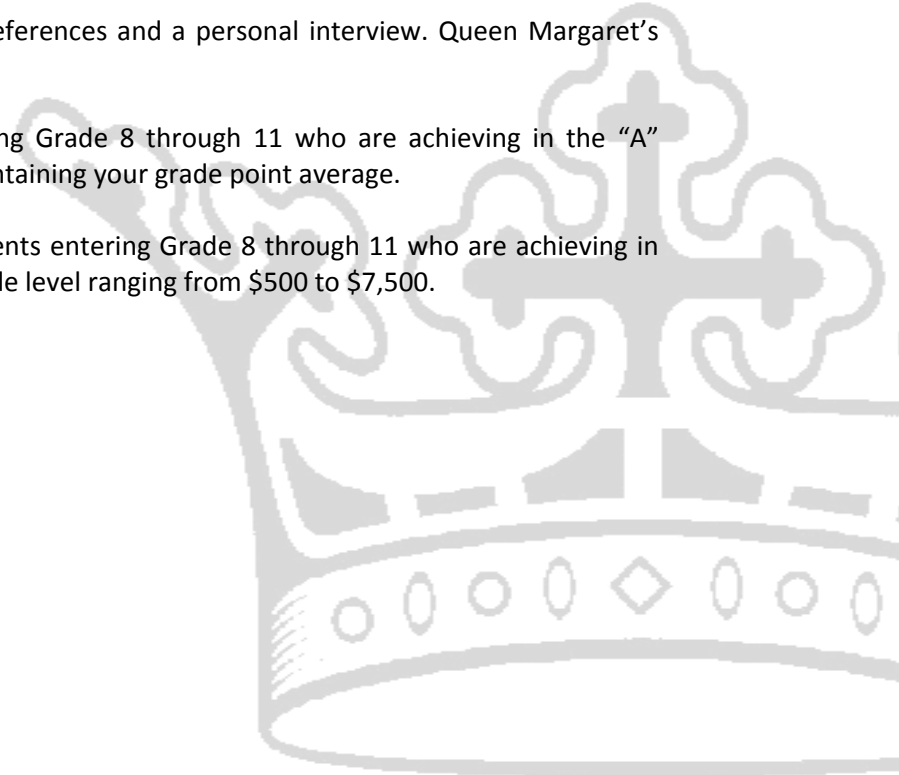 eferences and a personal interview. Queen Margaret’s
ng Grade 8 through 11 who are achieving in the “A”
ntaining your grade point average.
ents entering Grade 8 through 11 who are achieving in
de level ranging from $500 to $7,500.